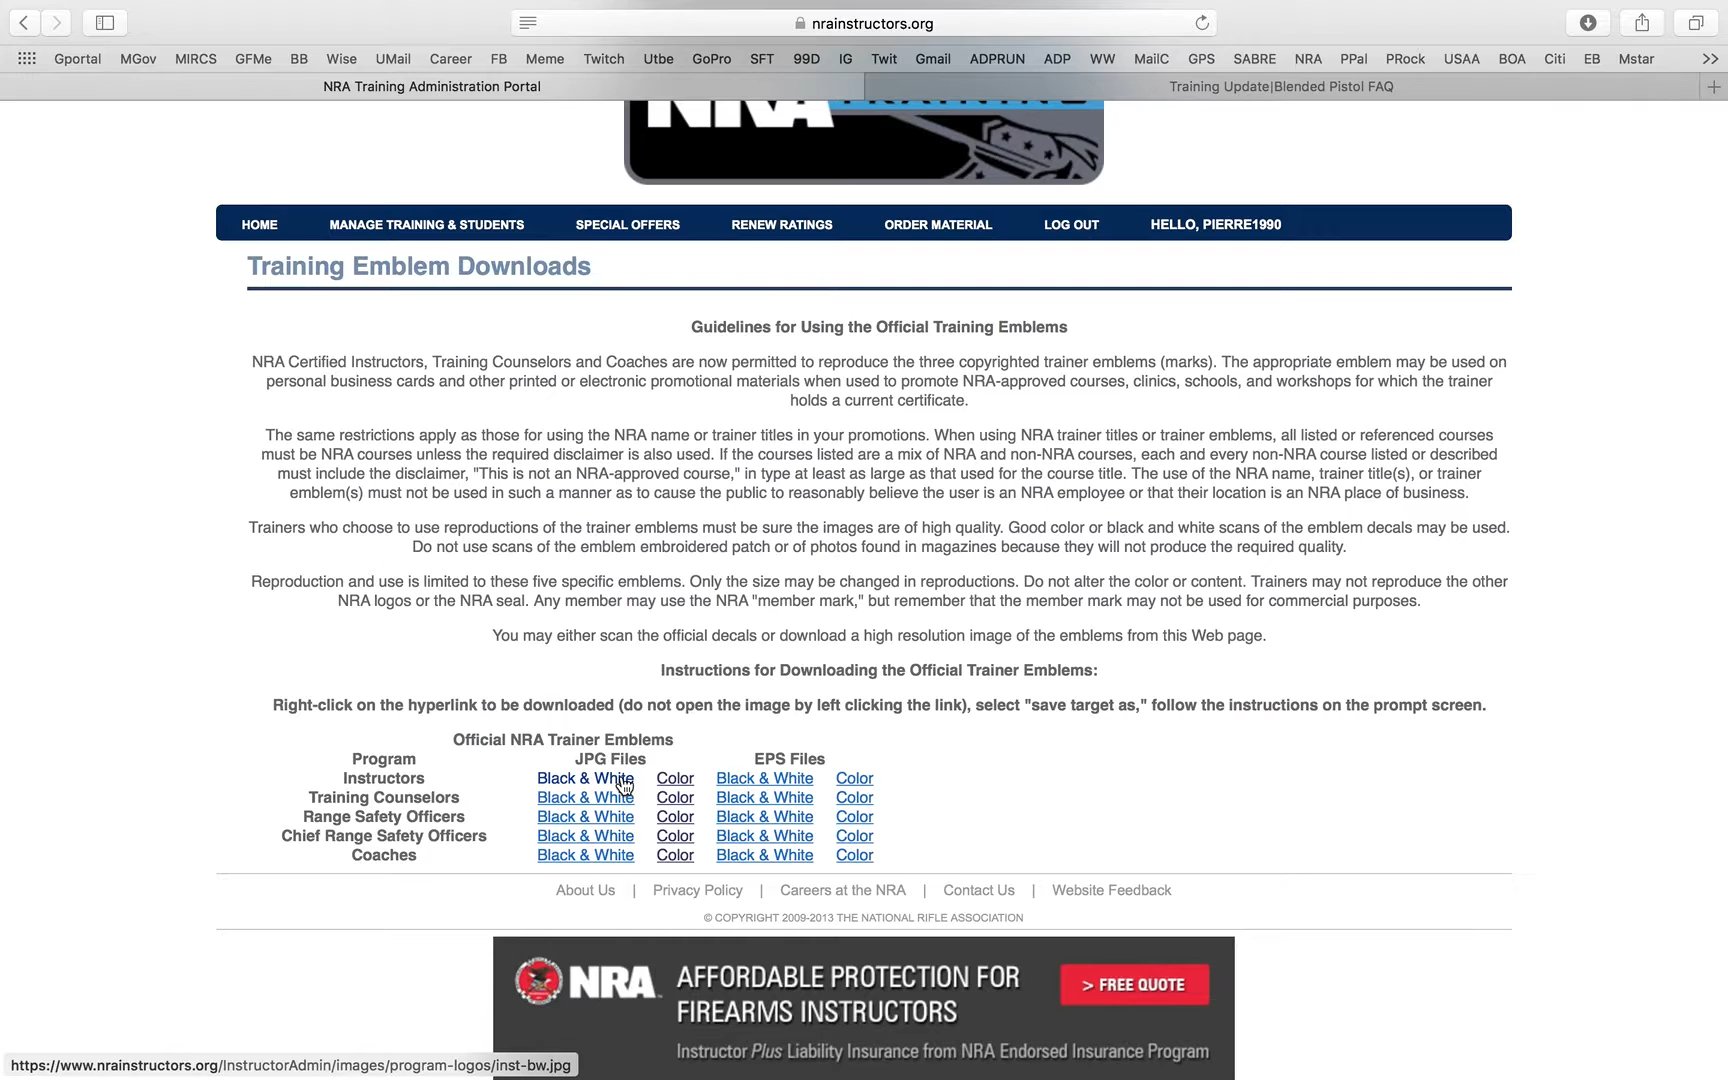 nrainstructors.org
Gportal MGov MIRCS GFMe BB Wise UMail Career FB Meme Twitch Utbe GoPro SFT 99D IG Twit Gmail ADPRUN ADP WW MailC GPS SABRE NRA PPal PRock USAA BOA Citi EB Mstar >>
NRA Training Administration Portal Training Update|Blended Pistol FAQ +
NRA TRAINING
HOME MANAGE TRAINING & STUDENTS SPECIAL OFFERS RENEW RATINGS ORDER MATERIAL LOG OUT HELLO, PIERRE1990
Training Emblem Downloads
Guidelines for Using the Official Training Emblems
NRA Certified Instructors, Training Counselors and Coaches are now permitted to reproduce the three copyrighted trainer emblems (marks). The appropriate emblem may be used on
personal business cards and other printed or electronic promotional materials when used to promote NRA-approved courses, clinics, schools, and workshops for which the trainer
holds a current certificate.
The same restrictions apply as those for using the NRA name or trainer titles in your promotions. When using NRA trainer titles or trainer emblems, all listed or referenced courses
must be NRA courses unless the required disclaimer is also used. If the courses listed are a mix of NRA and non-NRA courses, each and every non-NRA course listed or described
must include the disclaimer, "This is not an NRA-approved course," in type at least as large as that used for the course title. The use of the NRA name, trainer title(s), or trainer
emblem(s) must not be used in such a manner as to cause the public to reasonably believe the user is an NRA employee or that their location is an NRA place of business.
Trainers who choose to use reproductions of the trainer emblems must be sure the images are of high quality. Good color or black and white scans of the emblem decals may be used.
Do not use scans of the emblem embroidered patch or of photos found in magazines because they will not produce the required quality.
Reproduction and use is limited to these five specific emblems. Only the size may be changed in reproductions. Do not alter the color or content. Trainers may not reproduce the other
NRA logos or the NRA seal. Any member may use the NRA "member mark," but remember that the member mark may not be used for commercial purposes.
You may either scan the official decals or download a high resolution image of the emblems from this Web page.
Instructions for Downloading the Official Trainer Emblems:
Right-click on the hyperlink to be downloaded (do not open the image by left clicking the link), select "save target as," follow the instructions on the prompt screen.
Official NRA Trainer Emblems
Program JPG Files EPS Files
Instructors Black & White Color Black & White Color
Training Counselors Black & White Color Black & White Color
Range Safety Officers Black & White Color Black & White Color
Chief Range Safety Officers Black & White Color Black & White Color
Coaches Black & White Color Black & White Color
About Us | Privacy Policy | Careers at the NRA | Contact Us | Website Feedback
© COPYRIGHT 2009-2013 THE NATIONAL RIFLE ASSOCIATION
NRA AFFORDABLE PROTECTION FOR
FIREARMS INSTRUCTORS
> FREE QUOTE
Instructor Plus Liability Insurance from NRA Endorsed Insurance Program
https://www.nrainstructors.org/InstructorAdmin/images/program-logos/inst-bw.jpg